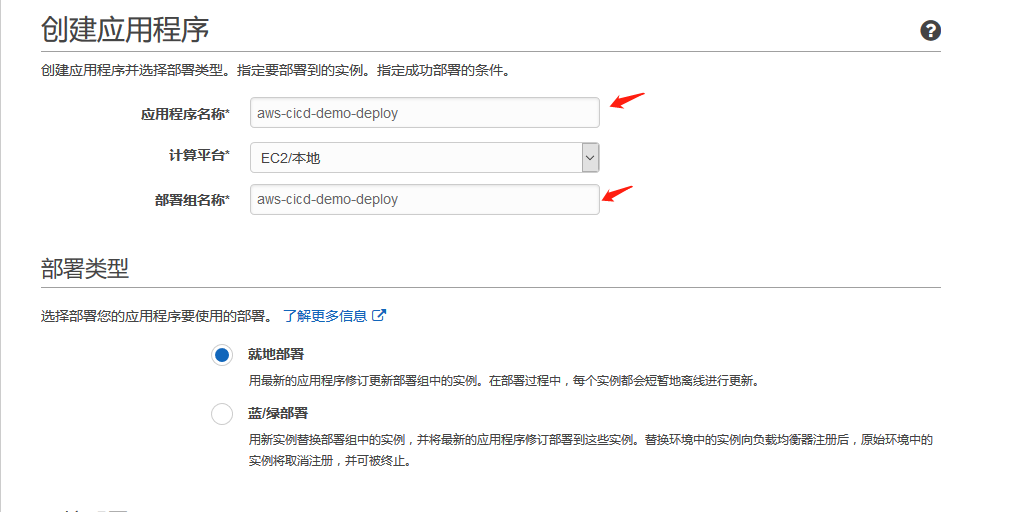 创建应用程序
创建应用程序并选择部署类型。指定要部署到的实例。指定成功部署的条件。
应用程序名称* aws-cicd-demo-deploy
计算平台* EC2/本地
部署组名称* aws-cicd-demo-deploy
部署类型
选择部署您的应用程序要使用的部署。 了解更多信息
就地部署
用最新的应用程序修订更新部署组中的实例。在部署过程中，每个实例都会短暂地离线进行更新。
蓝/绿部署
用新实例替换部署组中的实例，并将最新的应用程序修订部署到这些实例。替换环境中的实例向负载均衡器注册后，原始环境中的
实例将取消注册，并可被终止。